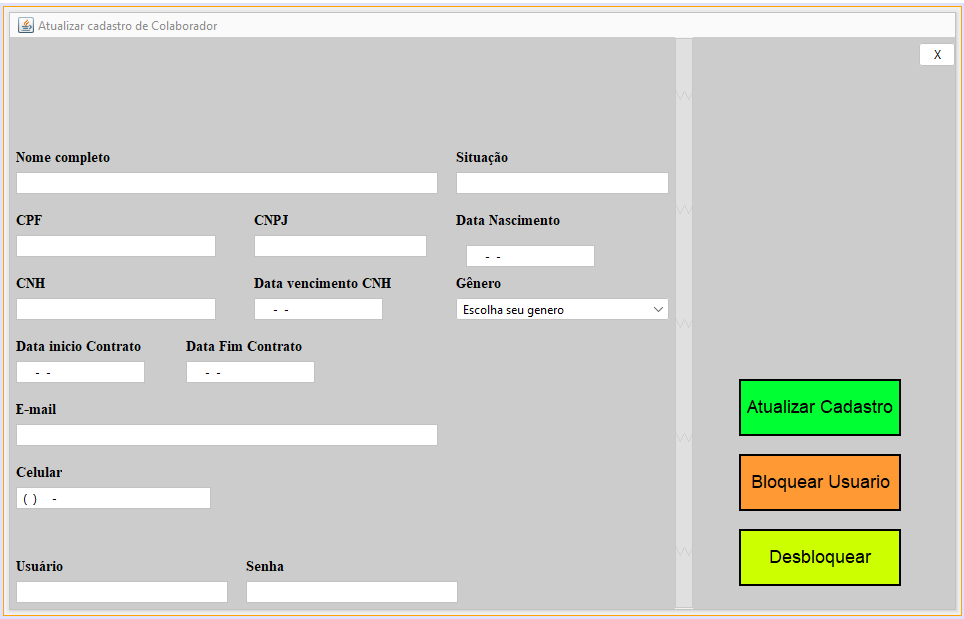 Atualizar cadastro de Colaborador
X
Nome completo
Situação
CPF
CNPJ
Data Nascimento
- -
CNH
Data vencimento CNH
Gênero
- -
Escolha seu genero
Data inicio Contrato
Data Fim Contrato
- -
- -
E-mail
Celular
( ) -
Usuário
Senha
Atualizar Cadastro
Bloquear Usuario
Desbloquear